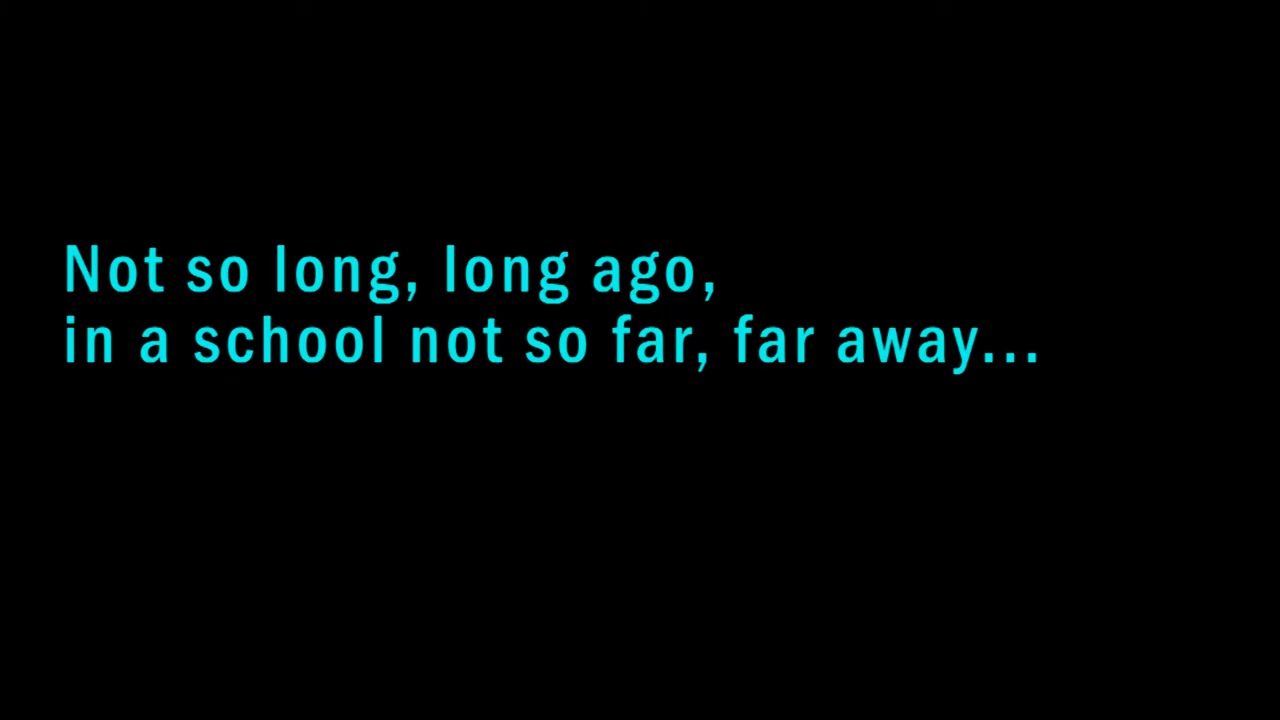 Not so long, long ago,
in a school not so far, far away...